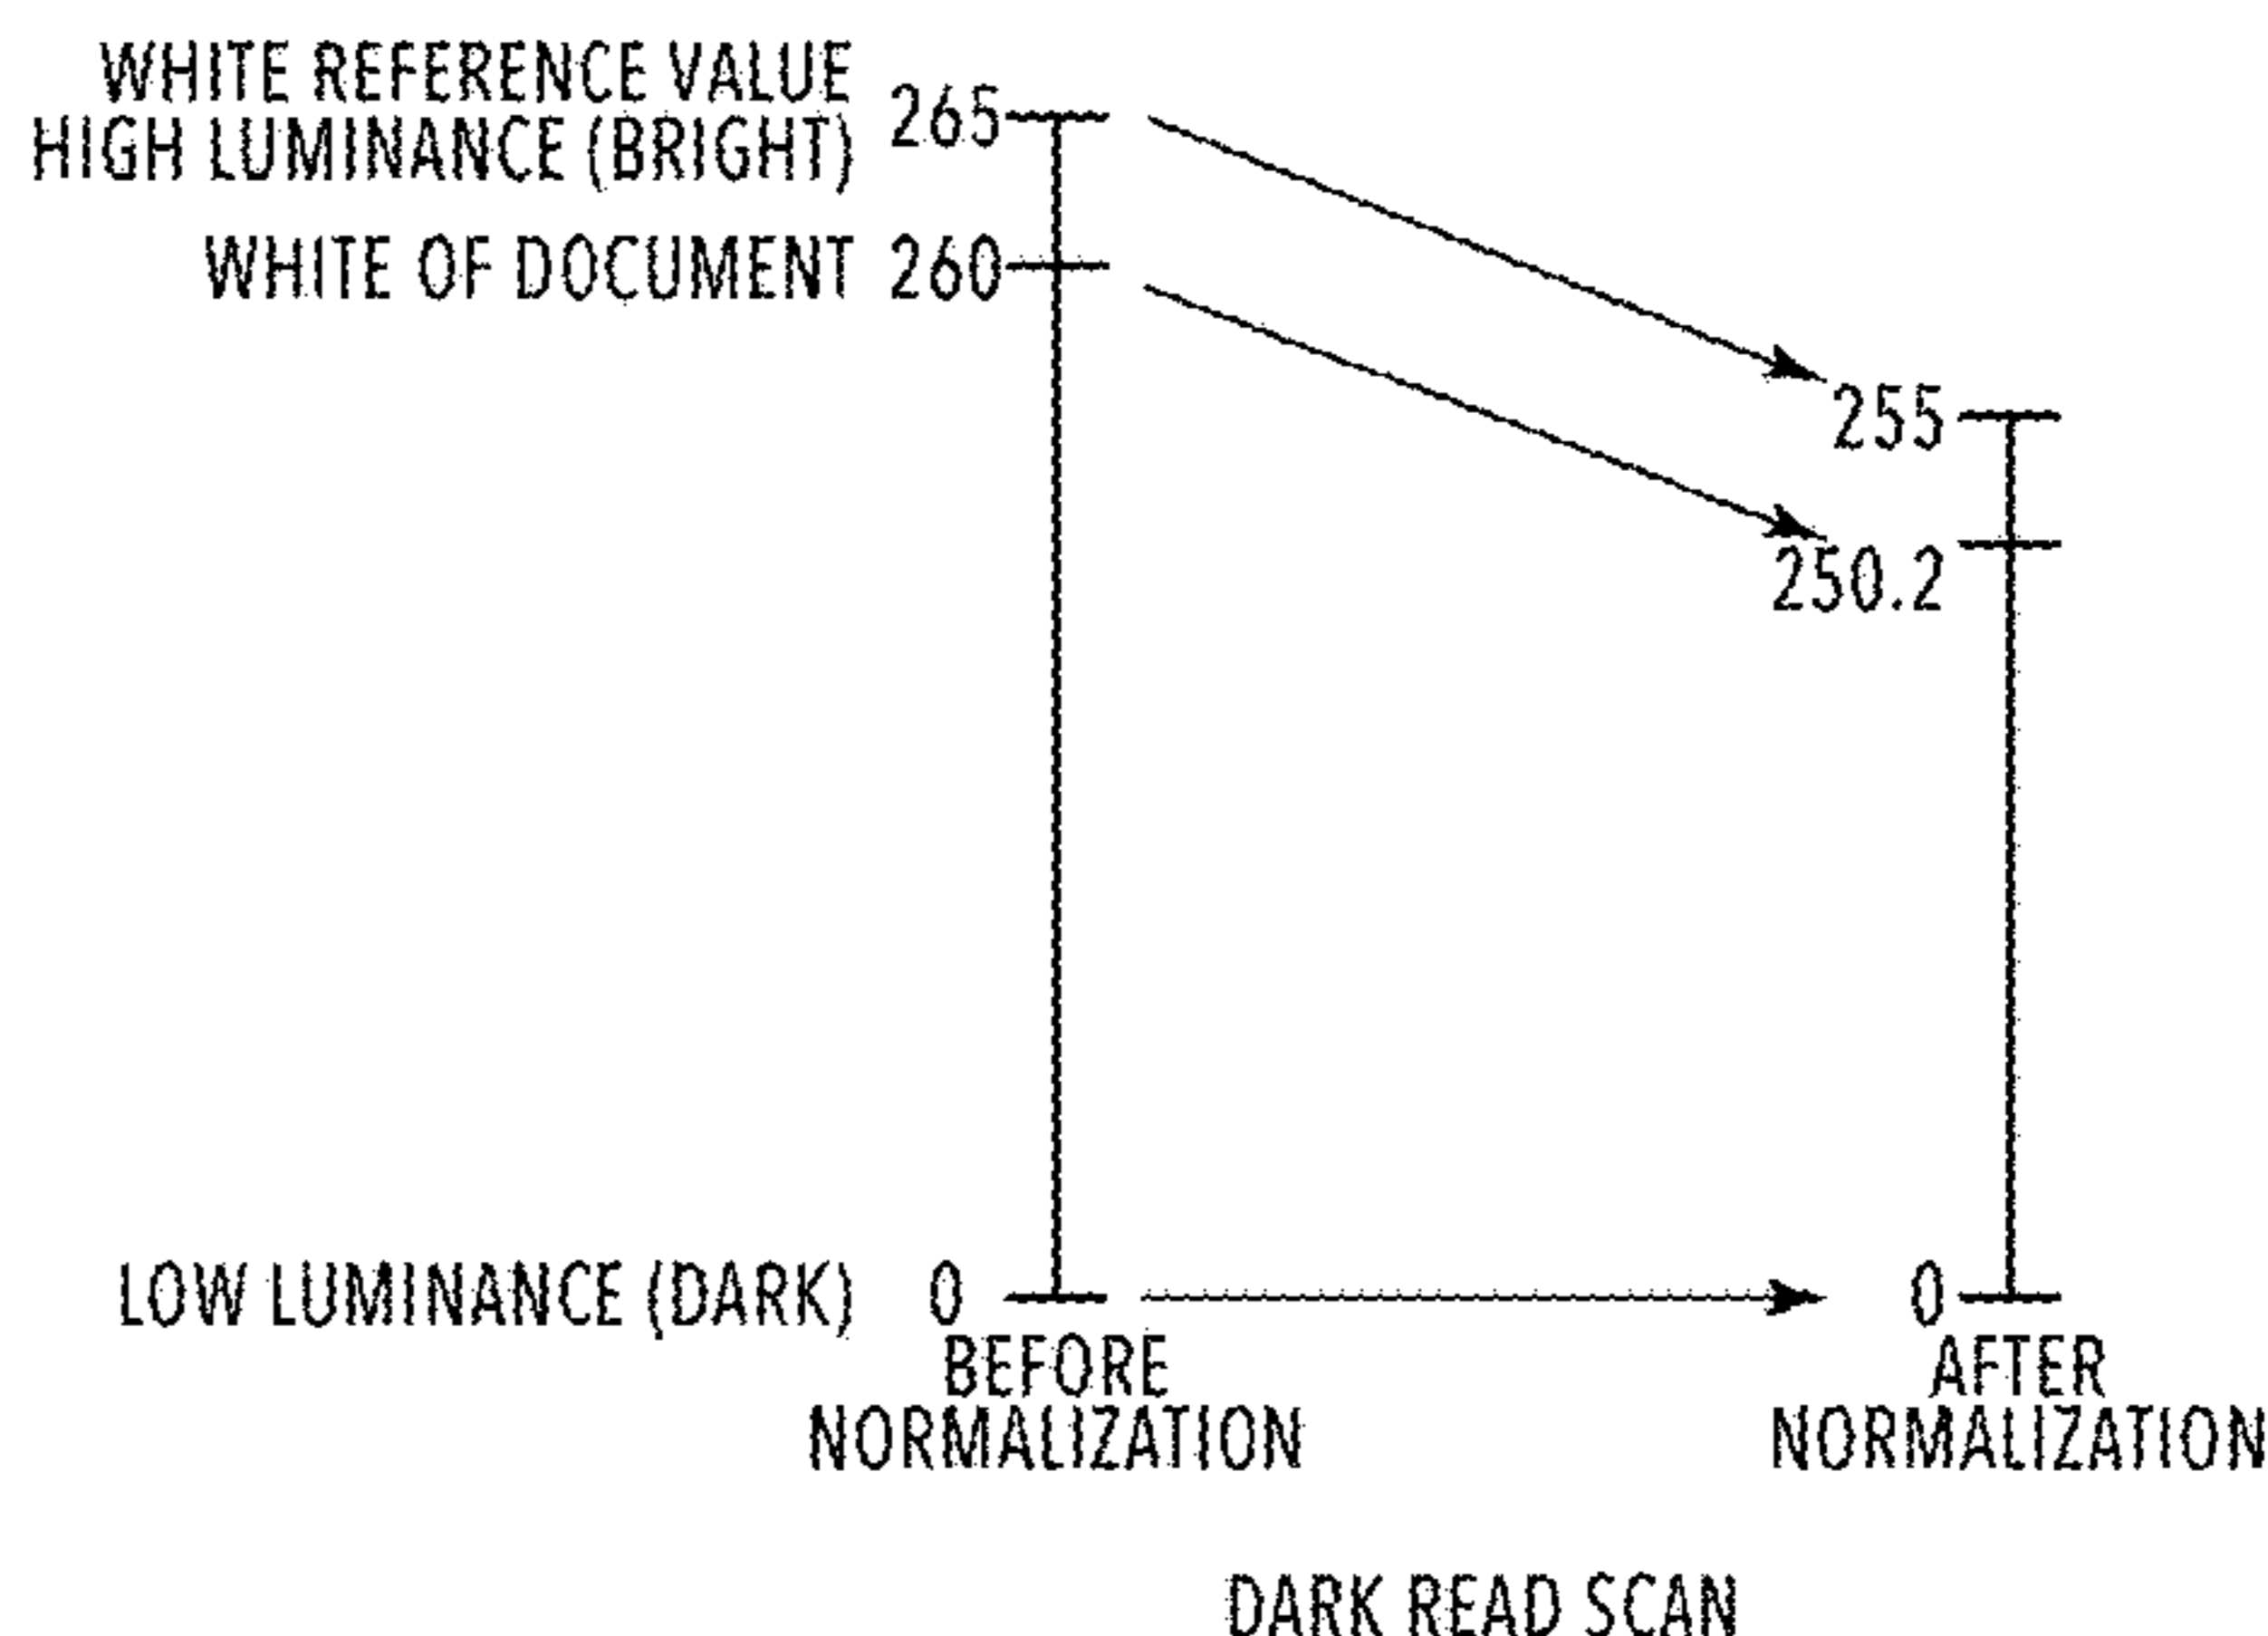 WHITE REFERENCE VALUE
HIGH LUMINANCE (BRIGHT) 265
WHITE OF DOCUMENT 260
255
250.2
LOW LUMINANCE (DARK) 0
0
BEFORE
NORMALIZATION
AFTER
NORMALIZATION
DARK READ SCAN